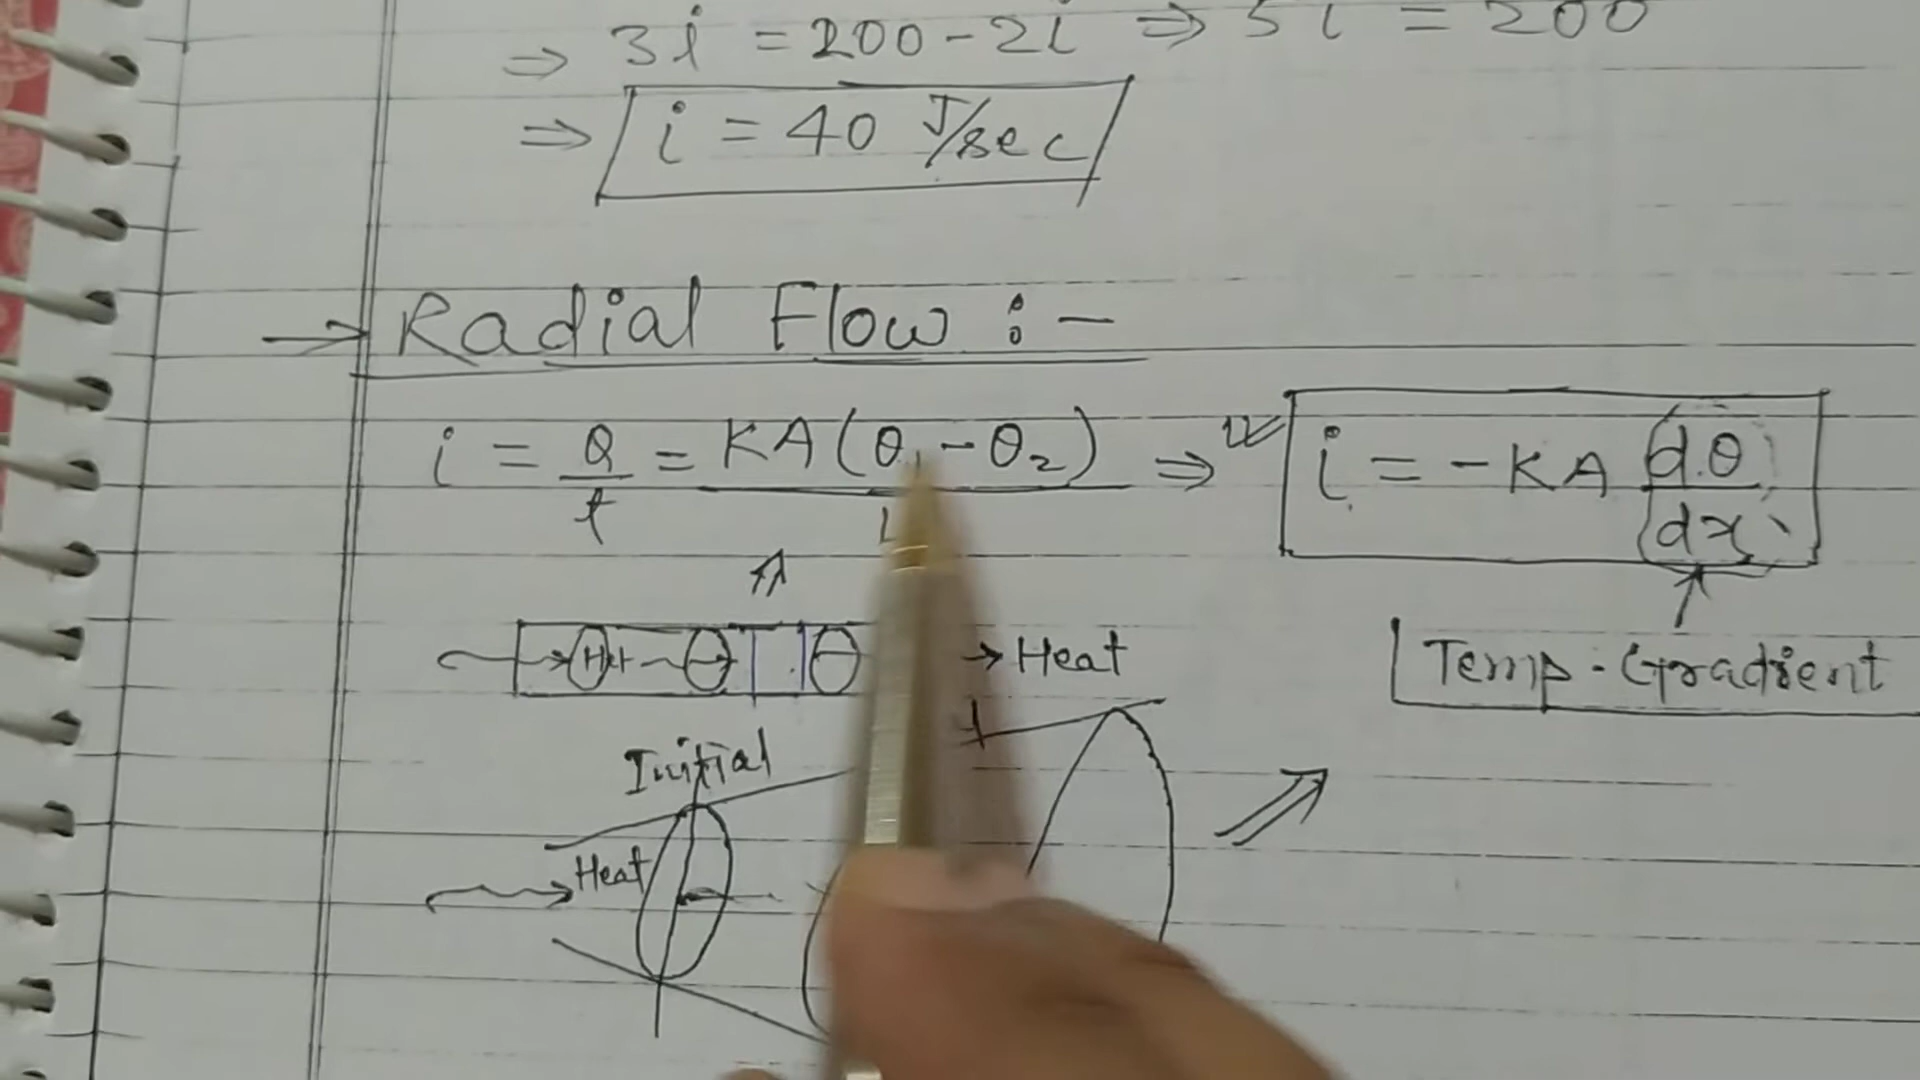 ⇒ 3i = 200 - 2i ⇒ 5i = 200
⇒ i = 40 J/sec
→ Radial Flow :-
i = Q/t = KA(θ₁ - θ₂)/L ⇒ i = -KA dθ/dx
→ Heat
Temp. Gradient
Initial
Heat